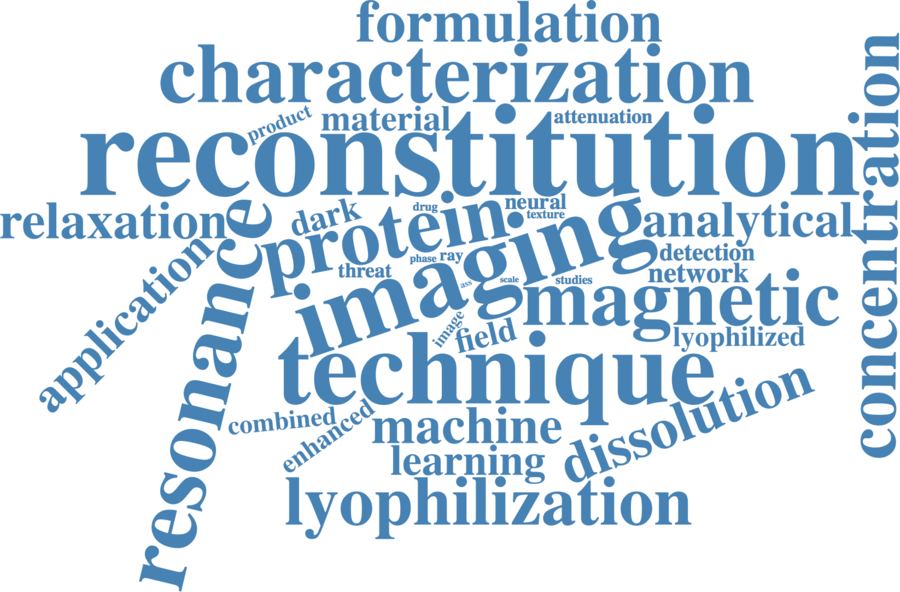 formulation
characterization
product
material
attenuation
reconstitution
concentration
relaxation
resonance
dark
protein
drug
neural
texture
imaging
analytical
application
threat
phase
ray
ass
scale
studies
detection
network
magnetic
image
field
lyophilized
technique
combined
enhanced
machine
dissolution
learning
lyophilization